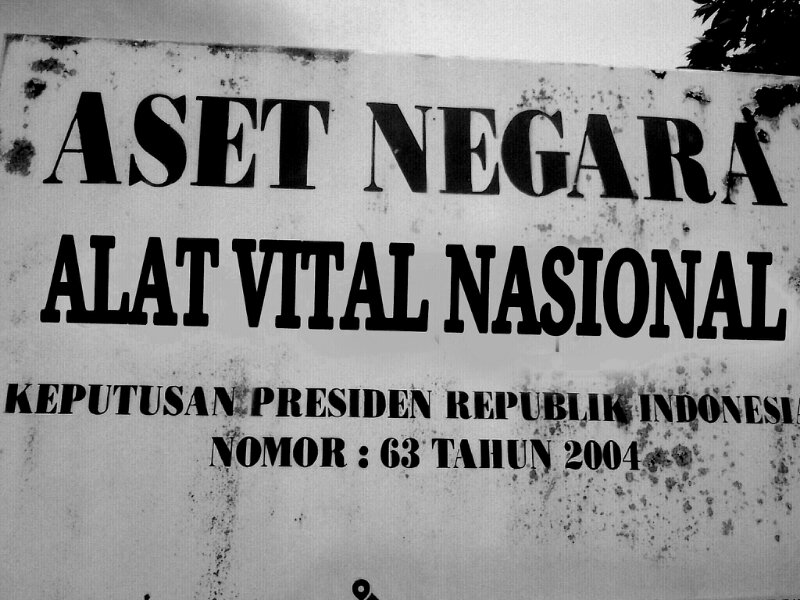 ASET NEGARA
ALAT VITAL NASIONAL
KEPUTUSAN PRESIDEN REPUBLIK INDONESIA
NOMOR : 63 TAHUN 2004